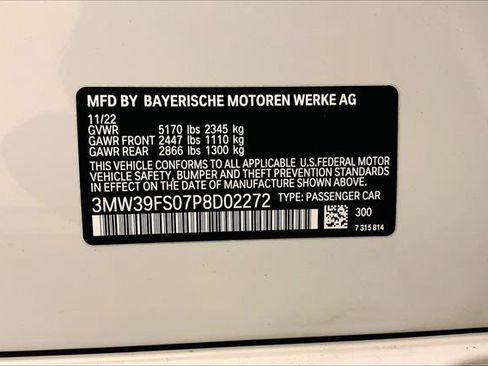 MFD BY BAYERISCHE MOTOREN WERKE AG
11/22
GVWR 5170 lbs 2345 kg
GAWR FRONT 2447 lbs 1110 kg
GAWR REAR 2866 lbs 1300 kg
THIS VEHICLE CONFORMS TO ALL APPLICABLE U.S.FEDERAL MOTOR
VEHICLE SAFETY, BUMPER AND THEFT PREVENTION STANDARDS
IN EFFECT ON THE DATE OF MANUFACTURE SHOWN ABOVE.
3MW39FS07P8D02272 TYPE: PASSENGER CAR
300
7 315 814